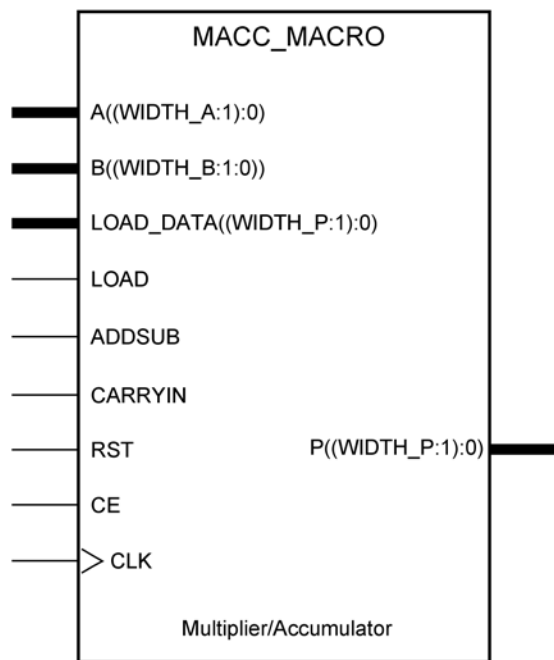 MACC_MACRO
A((WIDTH_A:1):0)
B((WIDTH_B:1:0))
LOAD_DATA((WIDTH_P:1):0)
LOAD
ADDSUB
CARRYIN
RST
P((WIDTH_P:1):0)
CE
CLK
Multiplier/Accumulator